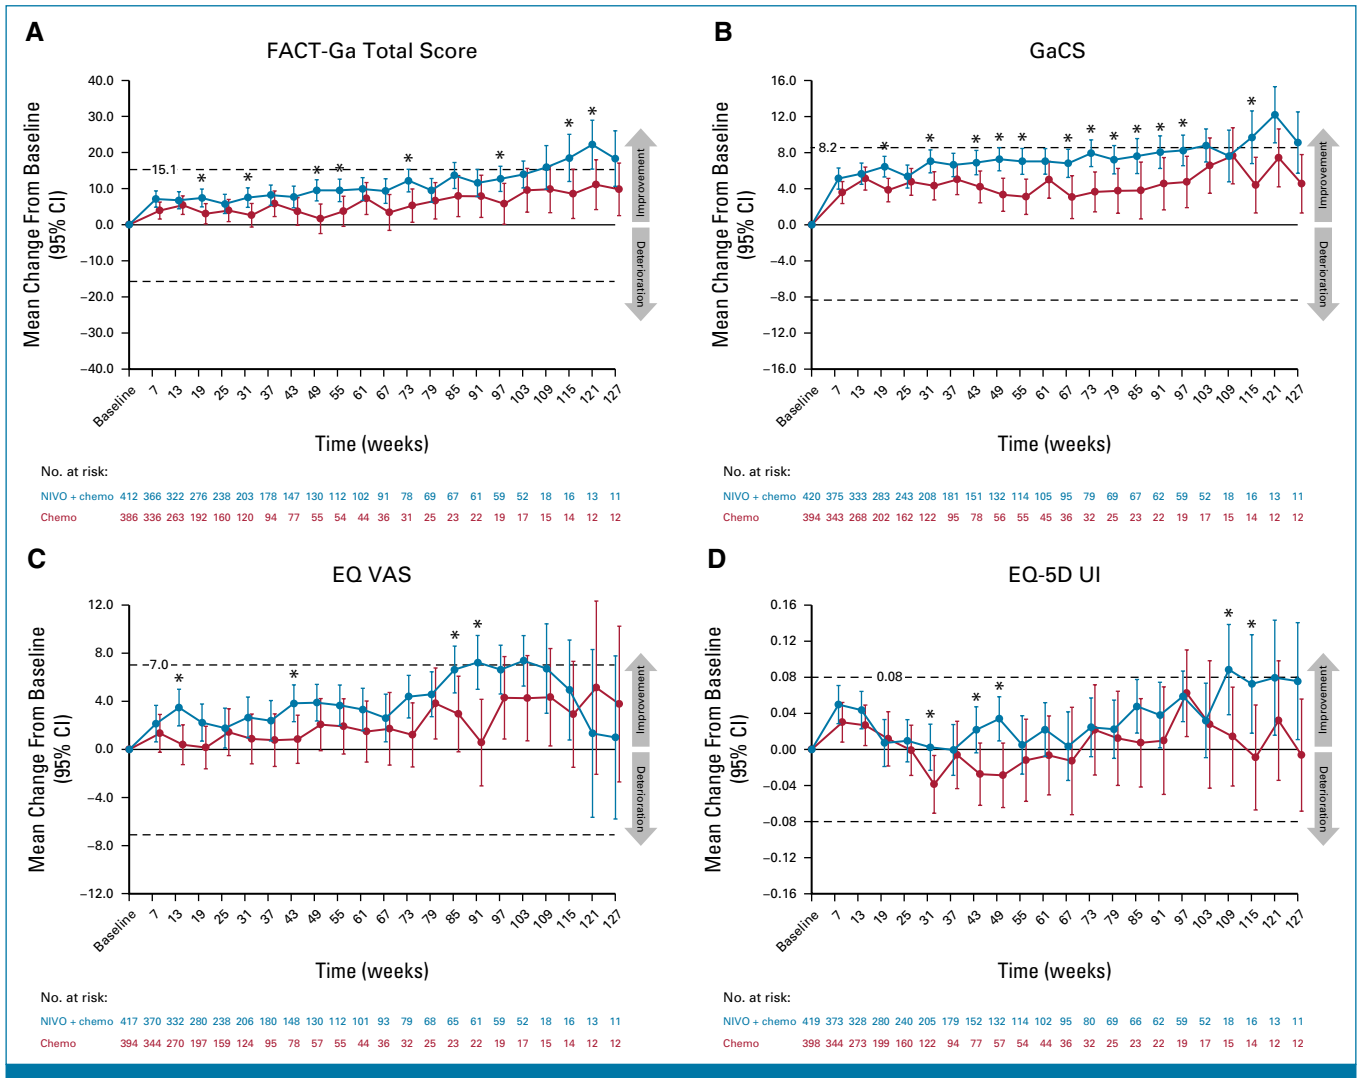 A
FACT-Ga Total Score
Mean Change From Baseline
(95% CI)
40.0
30.0
20.0
10.0
0.0
−10.0
−20.0
−30.0
−40.0
15.1
* * * * * * * *
Improvement
Deterioration
Baseline 7 13 19 25 31 37 43 49 55 61 67 73 79 85 91 97 103 109 115 121 127
Time (weeks)
No. at risk:
NIVO + chemo 412 366 322 276 238 203 178 147 130 112 102 91 78 69 67 61 59 52 18 16 13 11
Chemo 386 336 263 192 160 120 94 77 55 54 44 36 31 25 23 22 19 17 15 14 12 12
B
GaCS
Mean Change From Baseline
(95% CI)
16.0
12.0
8.0
4.0
0.0
−4.0
−8.0
−12.0
−16.0
8.2
* * * * * * * * * * * *
Improvement
Deterioration
Baseline 7 13 19 25 31 37 43 49 55 61 67 73 79 85 91 97 103 109 115 121 127
Time (weeks)
No. at risk:
NIVO + chemo 420 375 333 283 243 208 181 151 132 114 105 95 79 69 67 62 59 52 18 16 13 11
Chemo 394 343 268 202 162 122 95 78 56 55 45 36 32 25 23 22 19 17 15 14 12 12
C
EQ VAS
Mean Change From Baseline
(95% CI)
12.0
8.0
4.0
0.0
−4.0
−8.0
−12.0
7.0
* * * *
Improvement
Deterioration
Baseline 7 13 19 25 31 37 43 49 55 61 67 73 79 85 91 97 103 109 115 121 127
Time (weeks)
No. at risk:
NIVO + chemo 417 370 332 280 238 206 180 148 130 112 101 93 79 68 65 61 59 52 18 16 13 11
Chemo 394 344 270 197 159 124 95 78 57 55 44 36 32 25 23 22 19 17 15 14 12 12
D
EQ-5D UI
Mean Change From Baseline
(95% CI)
0.16
0.12
0.08
0.04
0.00
−0.04
−0.08
−0.12
−0.16
0.08
* * * * *
Improvement
Deterioration
Baseline 7 13 19 25 31 37 43 49 55 61 67 73 79 85 91 97 103 109 115 121 127
Time (weeks)
No. at risk:
NIVO + chemo 419 373 328 280 240 205 179 152 132 114 102 95 80 69 66 62 59 52 18 16 13 11
Chemo 398 344 273 199 160 122 94 77 57 54 44 36 32 25 23 22 19 17 15 14 12 12